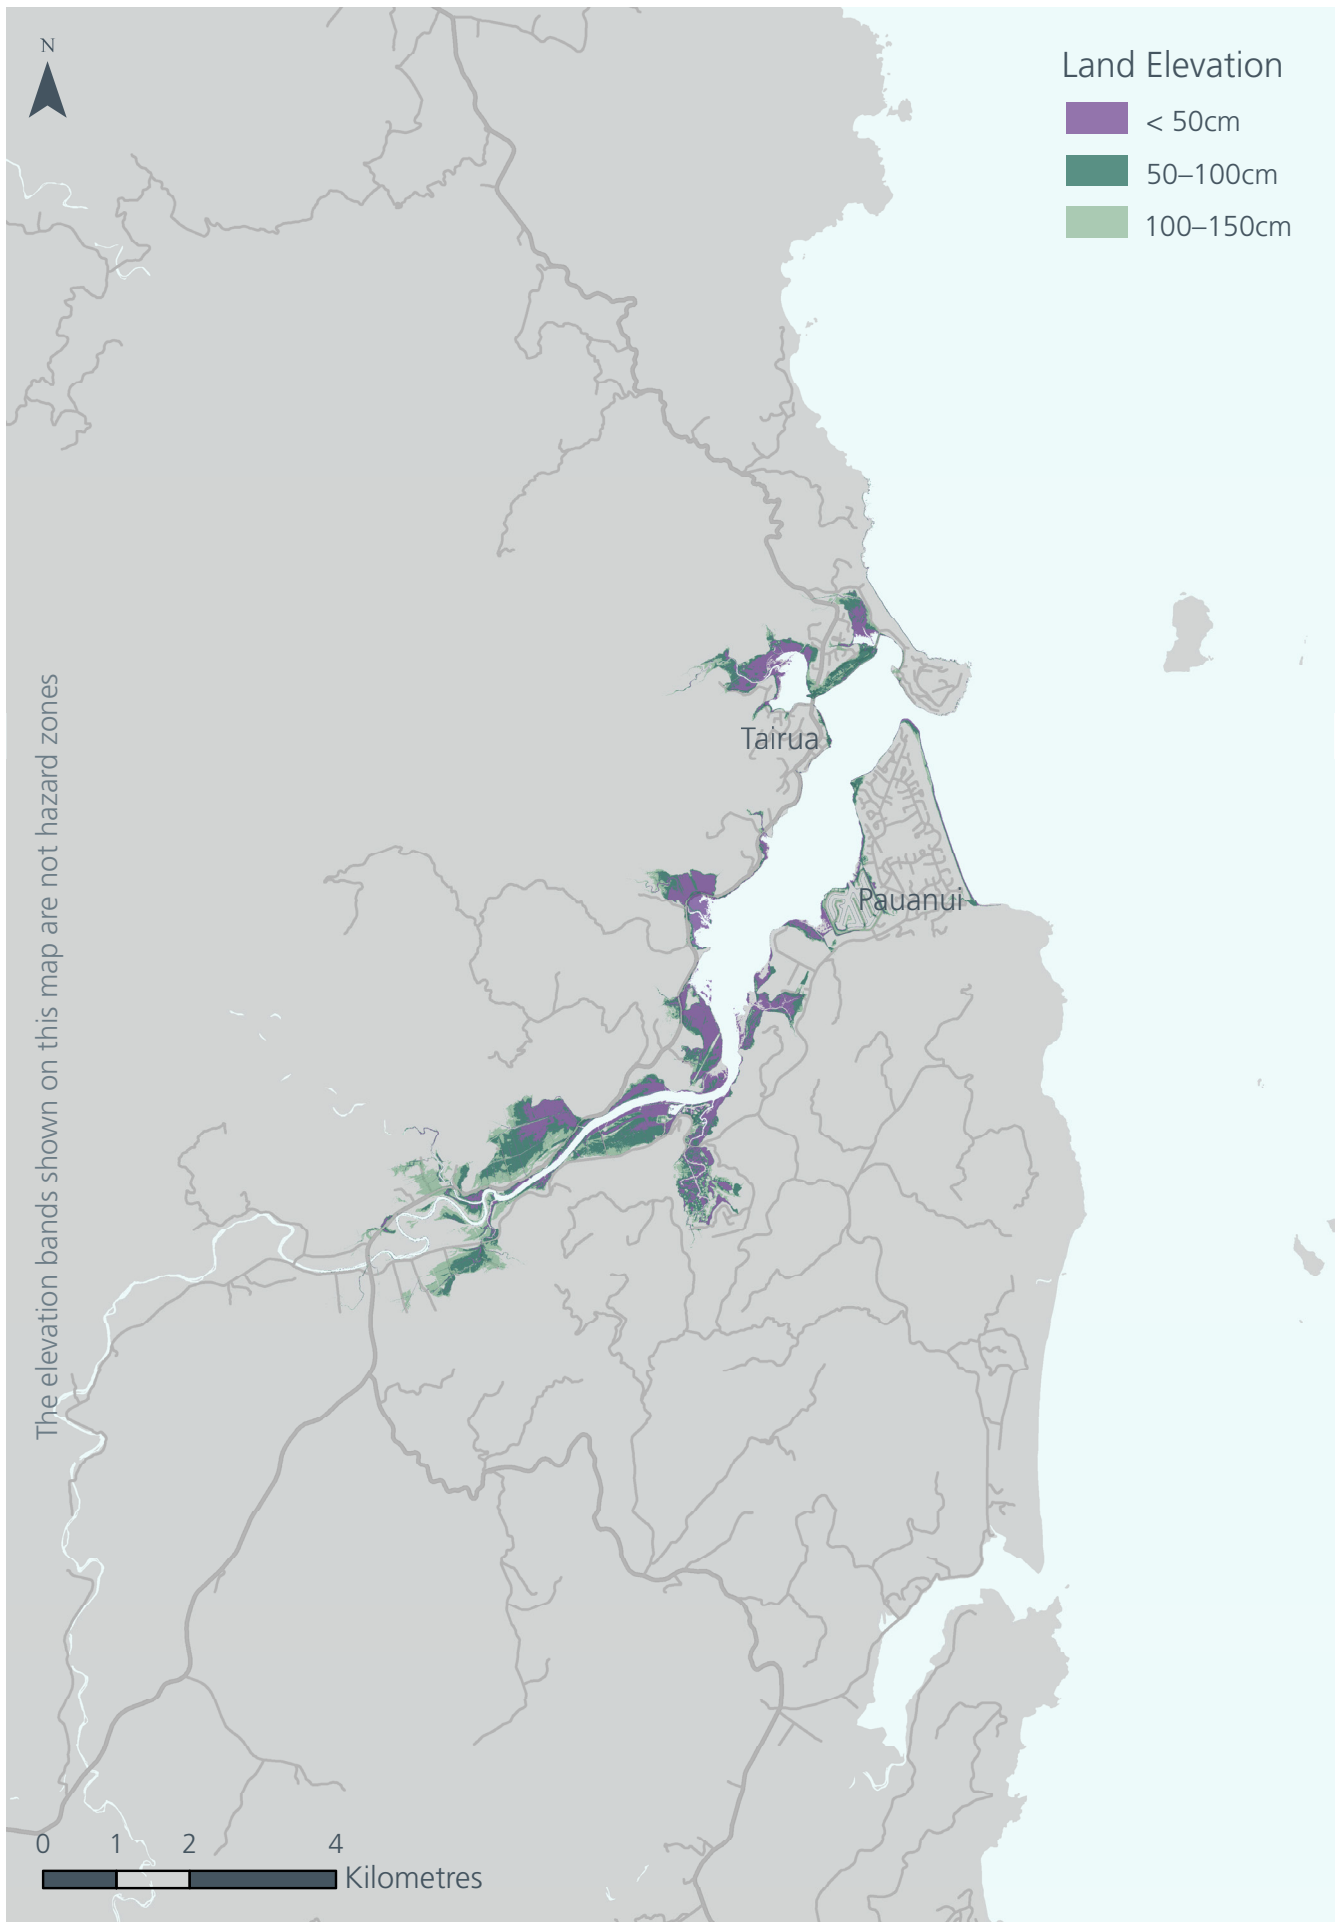 N
Land Elevation
< 50cm
50–100cm
100–150cm
Tairua
Pauanui
The elevation bands shown on this map are not hazard zones
0 1 2 4
Kilometres